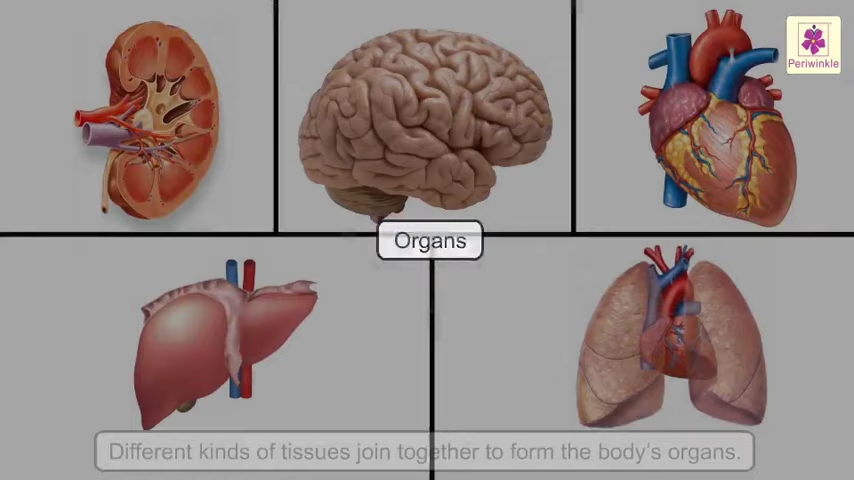 Periwinkle
Organs
Different kinds of tissues join together to form the body's organs.